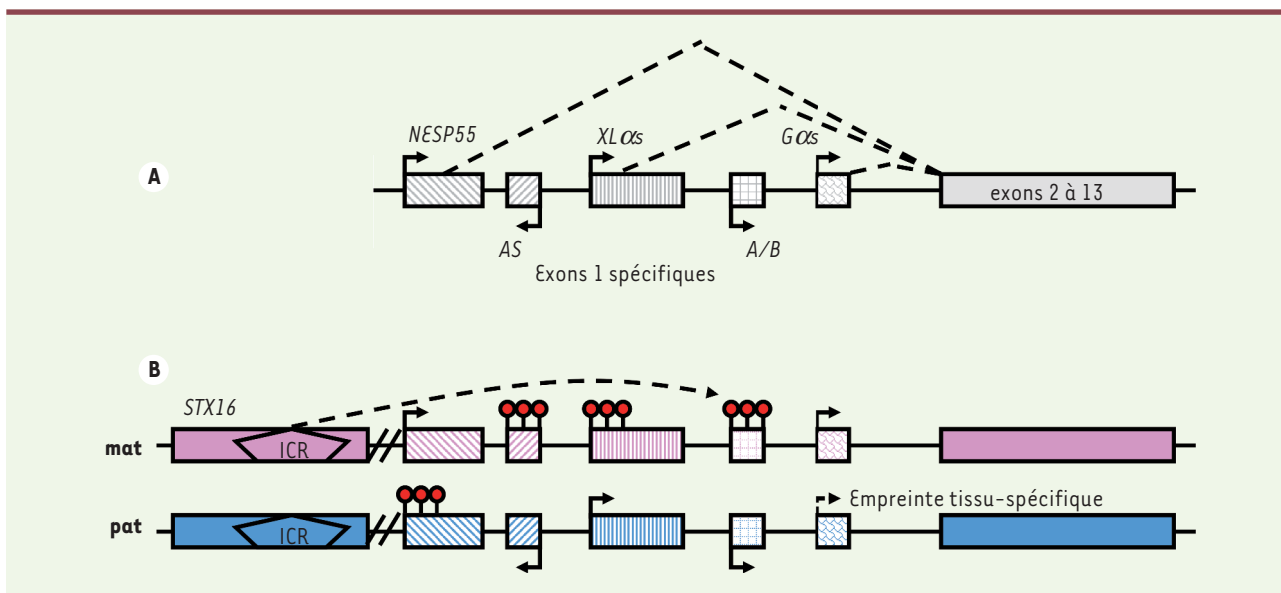 NESP55 XLαs Gαs
A
exons 2 à 13
AS A/B
Exons 1 spécifiques
B
STX16
mat ICR
Empreinte tissu-spécifique
pat ICR